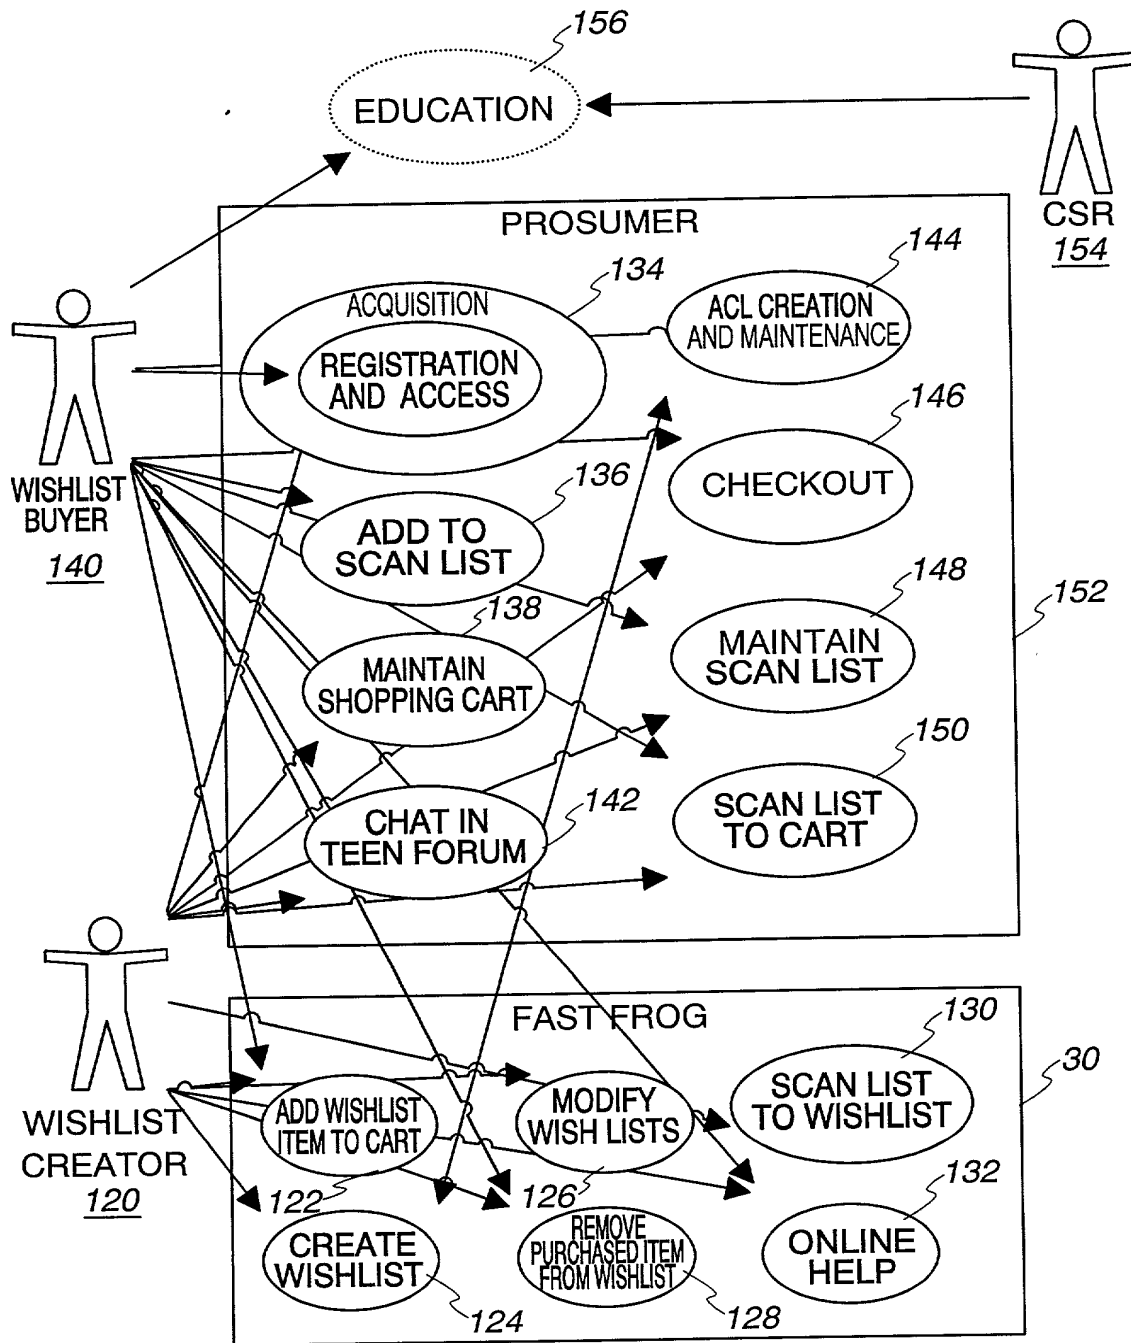 156
EDUCATION
CSR
154
PROSUMER
144
134
ACQUISITION
ACL CREATION
AND MAINTENANCE
REGISTRATION
AND ACCESS
146
WISHLIST
BUYER
140
136
CHECKOUT
ADD TO
SCAN LIST
138
148
152
MAINTAIN
SHOPPING CART
MAINTAIN
SCAN LIST
150
142
CHAT IN
TEEN FORUM
SCAN LIST
TO CART
FAST FROG
130
30
WISHLIST
CREATOR
120
ADD WISHLIST
ITEM TO CART
MODIFY
WISH LISTS
SCAN LIST
TO WISHLIST
122
126
132
CREATE
WISHLIST
REMOVE
PURCHASED ITEM
FROM WISHLIST
ONLINE
HELP
124
128